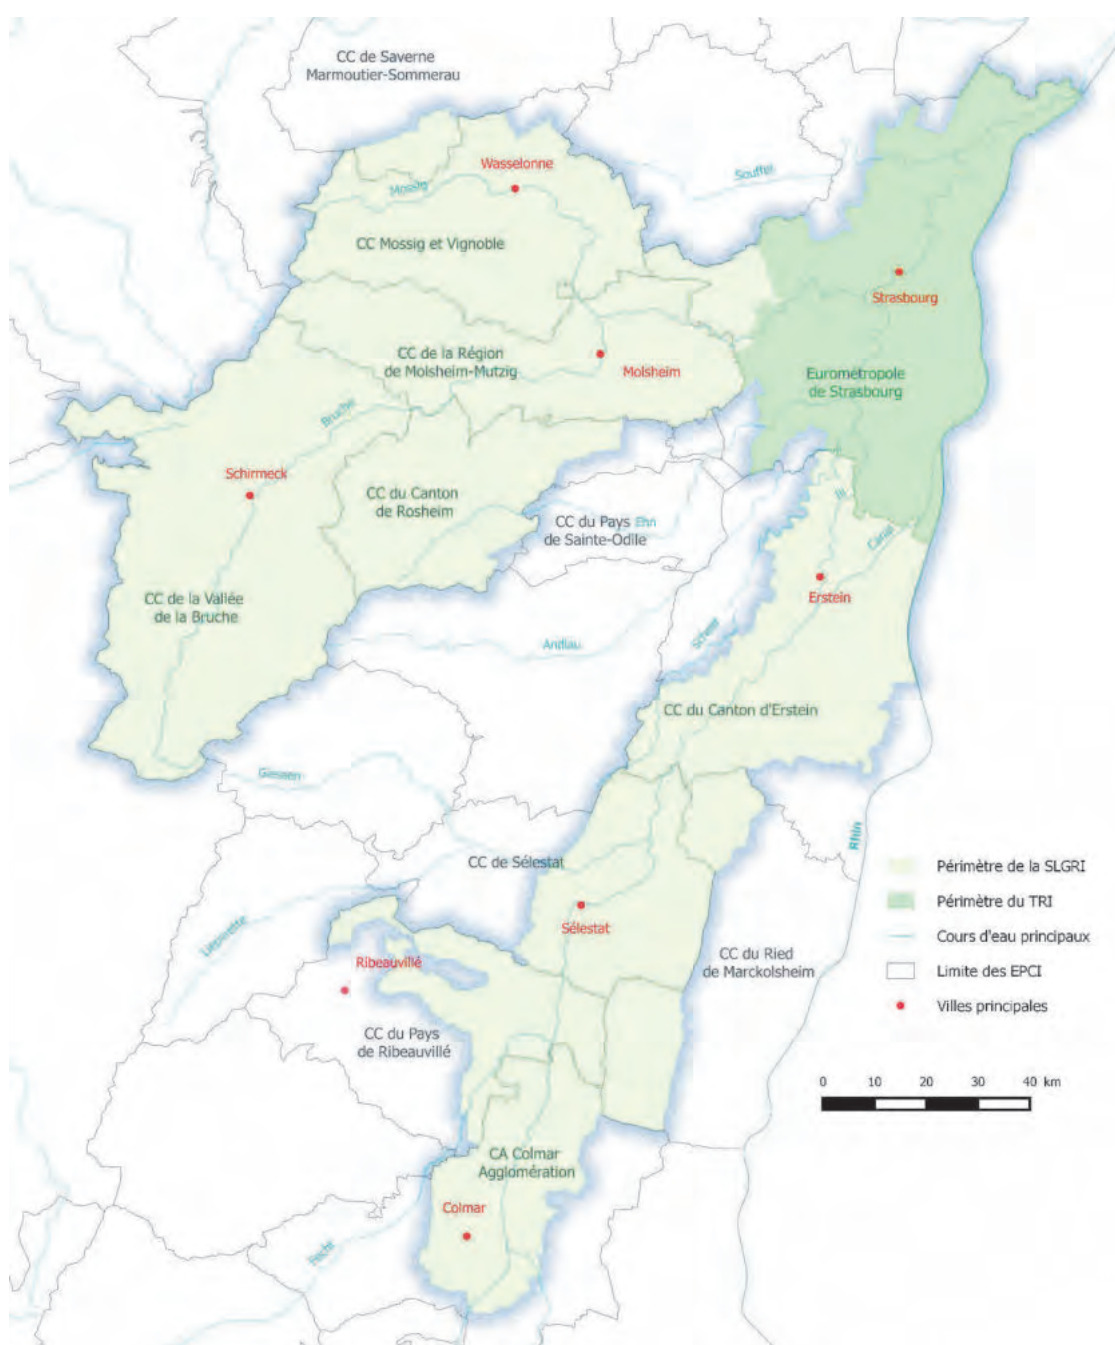 CC de Saverne
Marmoutier-Sommerau
Wasselonne
Mossig
Souffel
CC Mossig et Vignoble
Strasbourg
CC de la Région
de Molsheim-Mutzig
Molsheim
Eurométropole
de Strasbourg
Bruche
Schirmeck
CC du Canton
de Rosheim
Ill
CC du Pays
de Sainte-Odile
Ehn
Canal
CC de la Vallée
de la Bruche
Erstein
Andlau
Scheer
CC du Canton d'Erstein
Giessen
Rhin
CC de Sélestat
Périmètre de la SLGRI
Périmètre du TRI
Cours d'eau principaux
Limite des EPCI
Villes principales
Liepvrette
Sélestat
Ribeauvillé
CC du Ried
de Marckolsheim
CC du Pays
de Ribeauvillé
0 10 20 30 40 km
CA Colmar
Agglomération
Colmar
Fecht